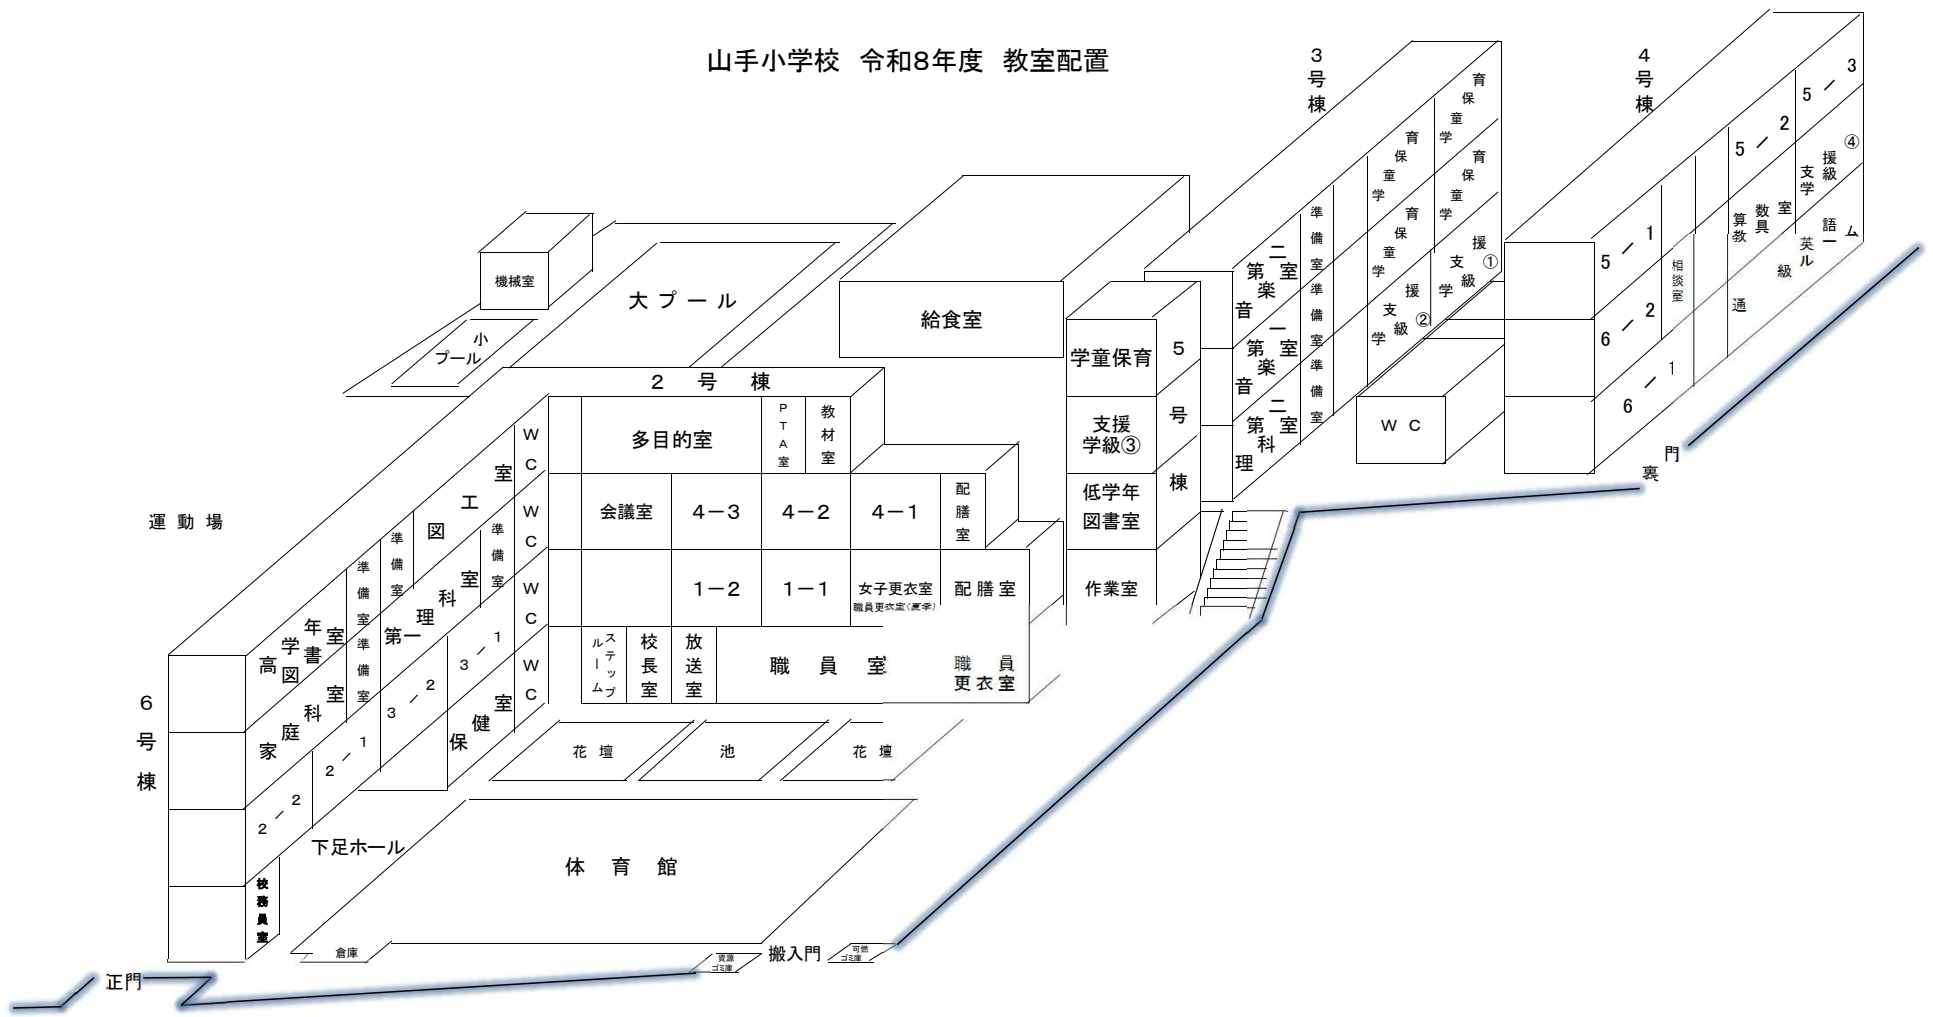 山手小学校 令和8年度 教室配置
3号棟
4号棟
機械室
大プール
小プール
給食室
運動場
2号棟
多目的室
PTA室
教材室
会議室
4-3
4-2
4-1
配膳室
1-2
1-1
女子更衣室
職員更衣室(夏季)
配膳室
ステップルーム
校長室
放送室
職員室
職員更衣室
5号棟
学童保育
支援学級③
低学年図書室
作業室
第二音楽室
準備室
学童保育
学童保育
第一音楽室
準備室
学童保育
学童保育
第二理科室
準備室
支援学級②
支援学級①
WC
5-1
5-2
5-3
6-2
相談室
算数教具室
支援学級④
6-1
通級
英語ルーム
裏門
6号棟
高学年図書室
準備室
準備室
図工室
WC
家庭科室
準備室
第一理科室
準備室
WC
2-2
2-1
3-2
3-1
WC
保健室
WC
校務員室
下足ホール
花壇
池
花壇
体育館
倉庫
資源ゴミ庫
搬入門
可燃ゴミ庫
正門